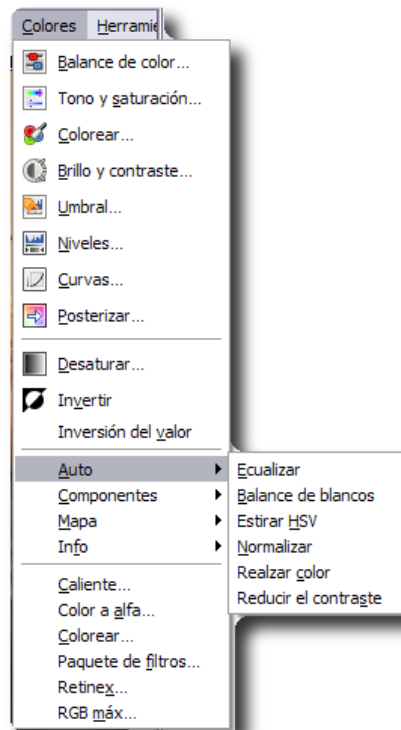 Colores Herramie
Balance de color...
Tono y saturación...
Colorear...
Brillo y contraste...
Umbral...
Niveles...
Curvas...
Posterizar...
Desaturar...
Invertir
Inversión del valor
Auto
Componentes
Mapa
Info
Ecualizar
Balance de blancos
Estirar HSV
Normalizar
Realzar color
Reducir el contraste
Caliente...
Color a alfa...
Colorear...
Paquete de filtros...
Retinex...
RGB máx...